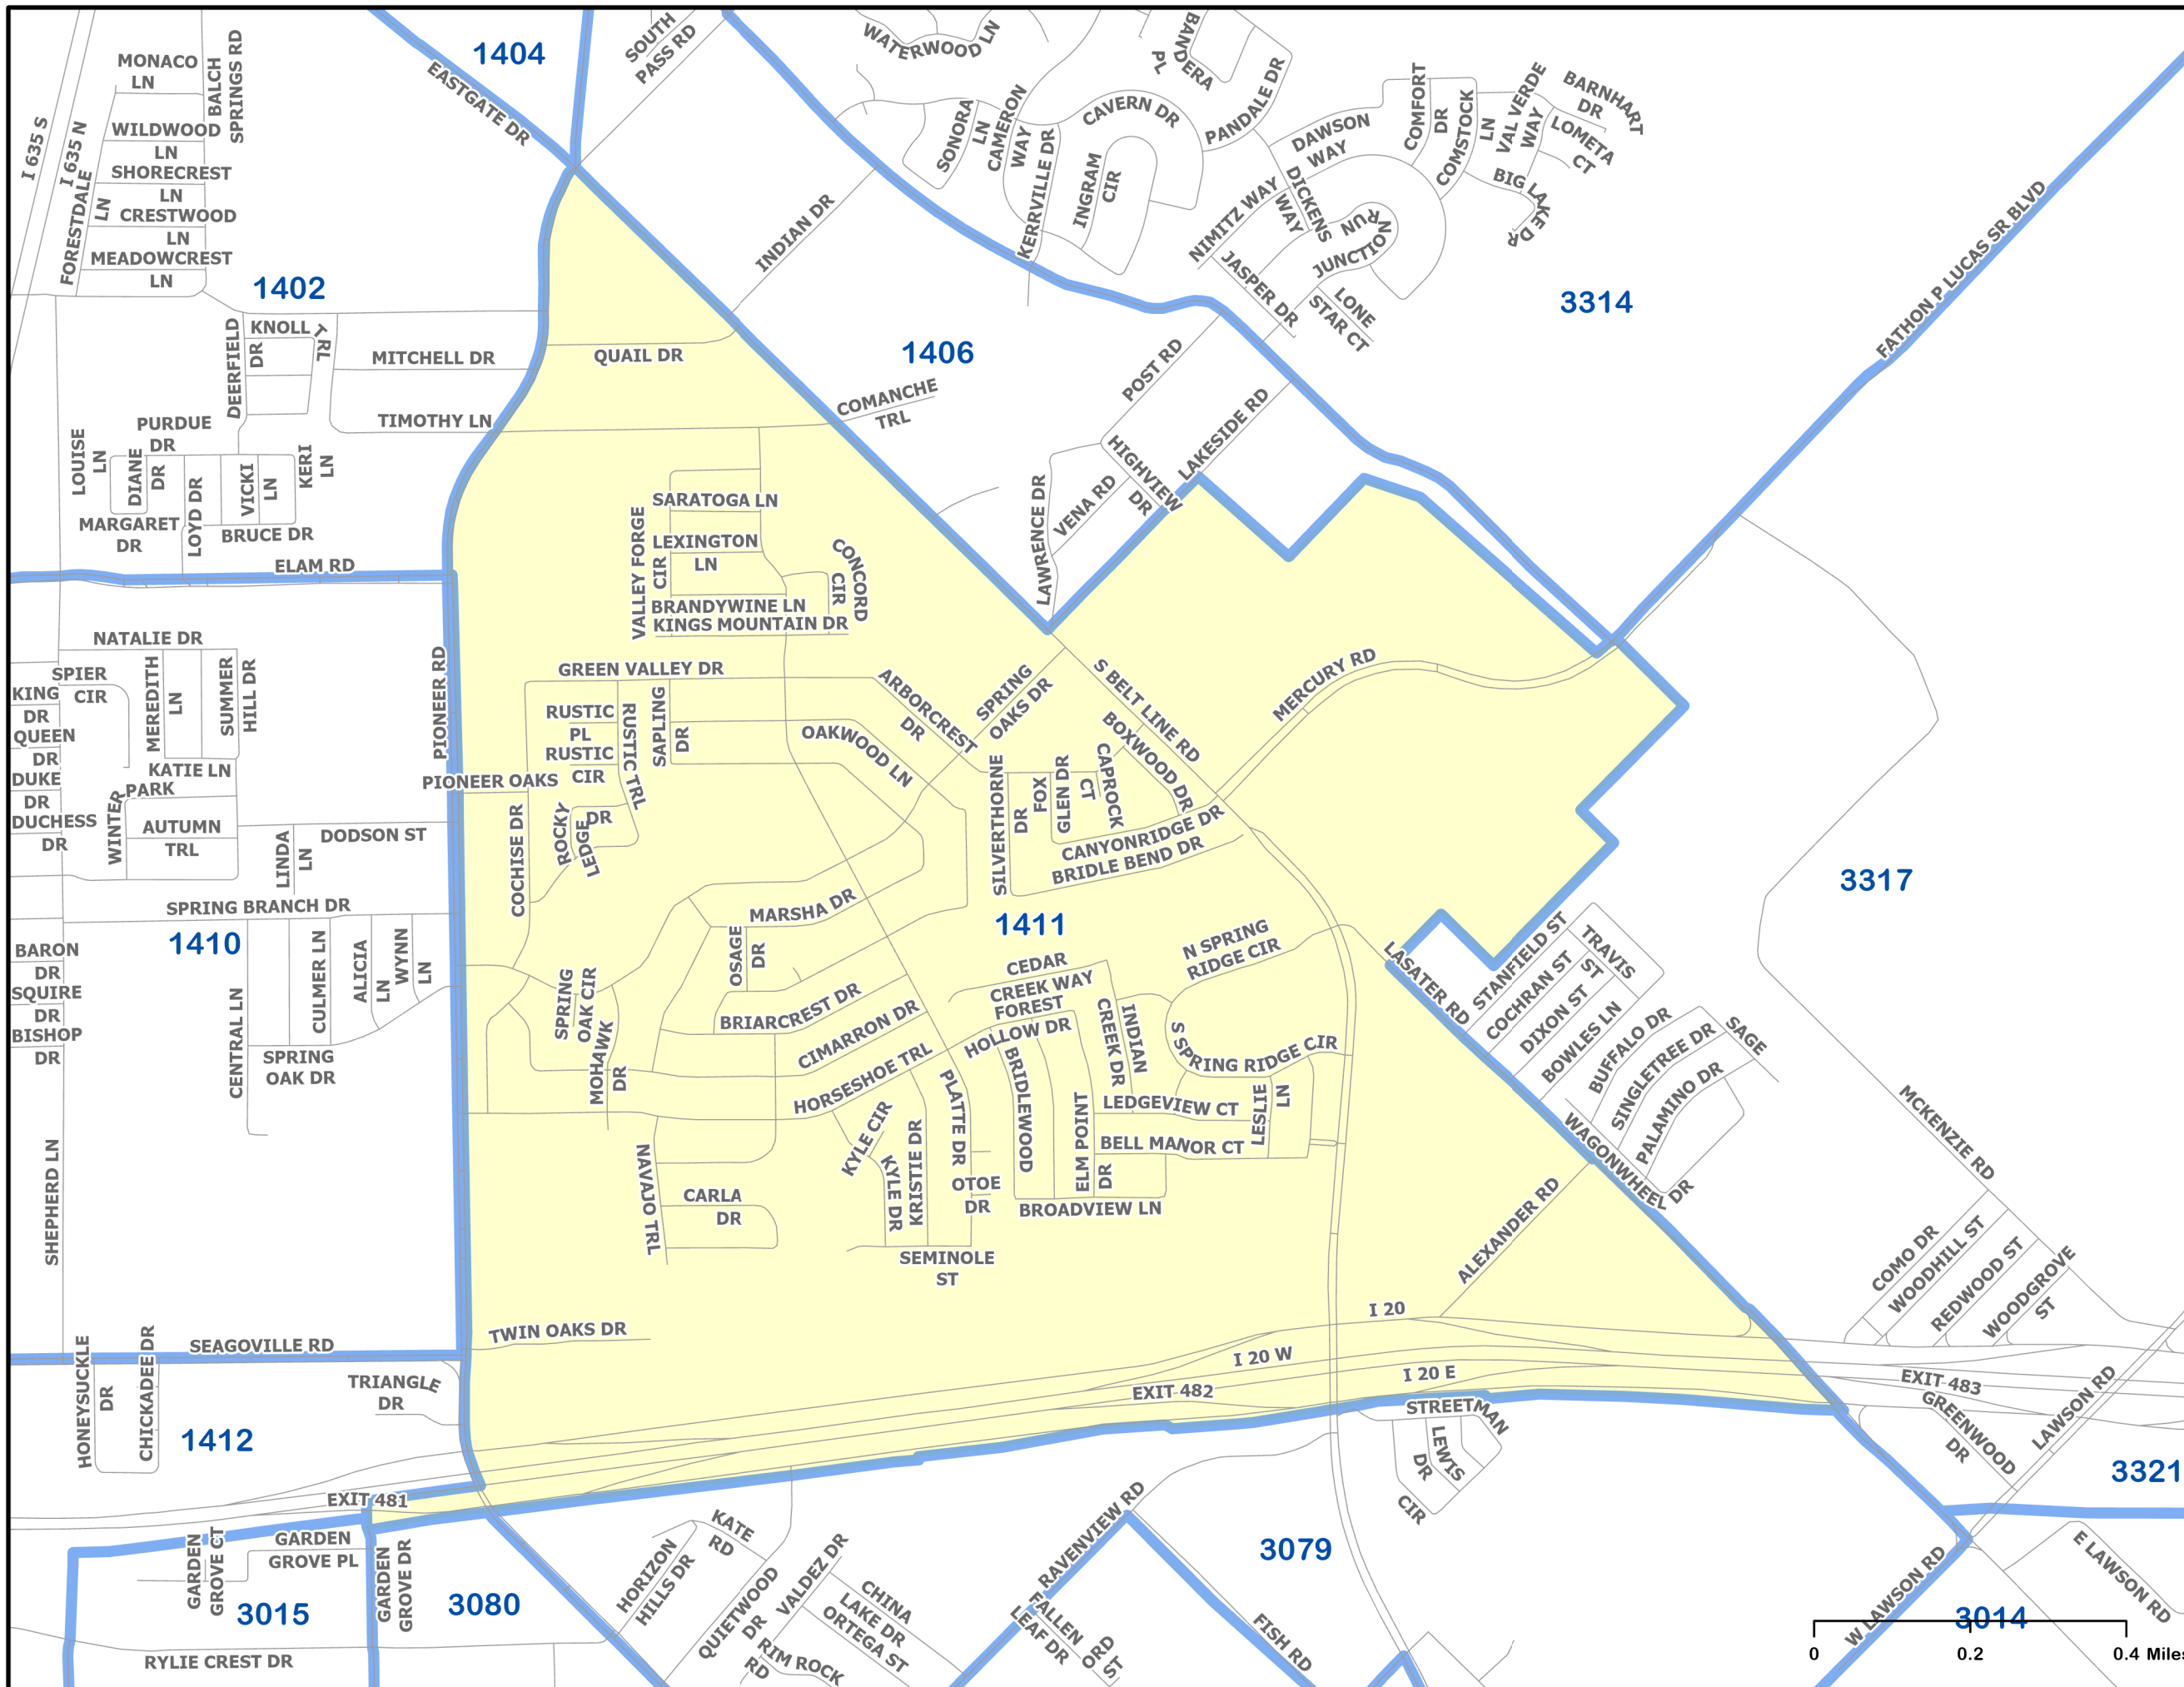 1404
SOUTH
PASS RD
WATERWOOD LN
BANDERA
PL
EASTGATE DR
MONACO
LN
BALCH
SPRINGS RD
I 635 S
I 635 N
WILDWOOD
LN
SHORECREST
LN
CRESTWOOD
LN
MEADOWCREST
LN
FORESTDALE
LN
1402
SONORA
LN
CAMERON
WAY
CAVERN DR
KERRVILLE DR
INGRAM
CIR
PANDALE DR
DAWSON
WAY
COMFORT
DR
COMSTOCK
LN
VAL VERDE
WAY
BARNHART
DR
LOMETA
CT
BIG LAKE DR
DICKENS
WAY
NIMITZ WAY
JUNCTION
RUN
JASPER DR
LONE
STAR CT
3314
FATHON P LUCAS SR BLVD
INDIAN DR
1406
POST RD
LAKESIDE RD
HIGHVIEW
DR
VENA RD
LAWRENCE DR
COMANCHE
TRL
KNOLL
TRL
DEERFIELD
DR
MITCHELL DR
QUAIL DR
TIMOTHY LN
PURDUE
DR
LOUISE
LN
DIANE
DR
LOYD DR
VICKI
LN
KERI
LN
MARGARET
DR
BRUCE DR
ELAM RD
SARATOGA LN
VALLEY FORGE
CIR
LEXINGTON
LN
CONCORD
CIR
BRANDYWINE LN
KINGS MOUNTAIN DR
NATALIE DR
SPIER
CIR
KING
DR
QUEEN
DR
DUKE
DR
DUCHESS
DR
MEREDITH
LN
SUMMER
HILL DR
KATIE LN
PARK
WINTER
AUTUMN
TRL
LINDA
LN
DODSON ST
PIONEER RD
PIONEER OAKS
GREEN VALLEY DR
RUSTIC
PL
RUSTIC
CIR
RUSTIC TRL
SAPLING
DR
ARBORCREST
DR
SPRING
OAKS DR
S BELT LINE RD
MERCURY RD
OAKWOOD LN
BOXWOOD DR
COCHISE DR
ROCKY
LEDGE
DR
SILVERTHORNE
DR
FOX
GLEN DR
CAPROCK
CT
CANYONRIDGE DR
BRIDLE BEND DR
SPRING BRANCH DR
1410
BARON
DR
SQUIRE
DR
BISHOP
DR
CENTRAL LN
CULMER LN
ALICIA
LN
WYNN
LN
SPRING
OAK DR
MARSHA DR
OSAGE
DR
1411
3317
SPRING
OAK CIR
MOHAWK
DR
BRIARCREST DR
CIMARRON DR
HORSESHOE TRL
CEDAR
CREEK WAY
FOREST
HOLLOW DR
N SPRING
RIDGE CIR
S SPRING RIDGE CIR
INDIAN
CREEK DR
LASATER RD
STANFIELD ST
TRAVIS
ST
COCHRAN ST
DIXON ST
BOWLES LN
BUFFALO DR
SINGLETREE DR
SAGE
PALAMINO DR
WAGONWHEEL DR
MCKENZIE RD
PLATTE DR
BRIDLEWOOD
ELM POINT
DR
LEDGEVIEW CT
LESLIE
LN
BELL MANOR CT
BROADVIEW LN
KYLE CIR
KYLE DR
KRISTIE DR
OTOE
DR
SEMINOLE
ST
NAVAJO TRL
CARLA
DR
SHEPHERD LN
ALEXANDER RD
COMO DR
WOODHILL ST
REDWOOD ST
WOODGROVE
ST
SEAGOVILLE RD
TWIN OAKS DR
I 20
I 20 W
I 20 E
EXIT 482
EXIT 483
HONEYSUCKLE
DR
CHICKADEE DR
TRIANGLE
DR
1412
STREETMAN
LEWIS
DR
CIR
GREENWOOD
DR
LAWSON RD
3321
EXIT 481
GARDEN
GROVE CT
GARDEN
GROVE PL
GARDEN
GROVE DR
3015
3080
RYLIE CREST DR
KATE
RD
HORIZON
HILLS DR
QUIETWOOD
DR
VALDEZ DR
CHINA
LAKE DR
ORTEGA ST
RIM ROCK
RD
RAVENVIEW RD
FALLEN
LEAF DR
ORD
ST
FISH RD
3079
W LAWSON RD
E LAWSON RD
3014
0 0.2 0.4 Miles